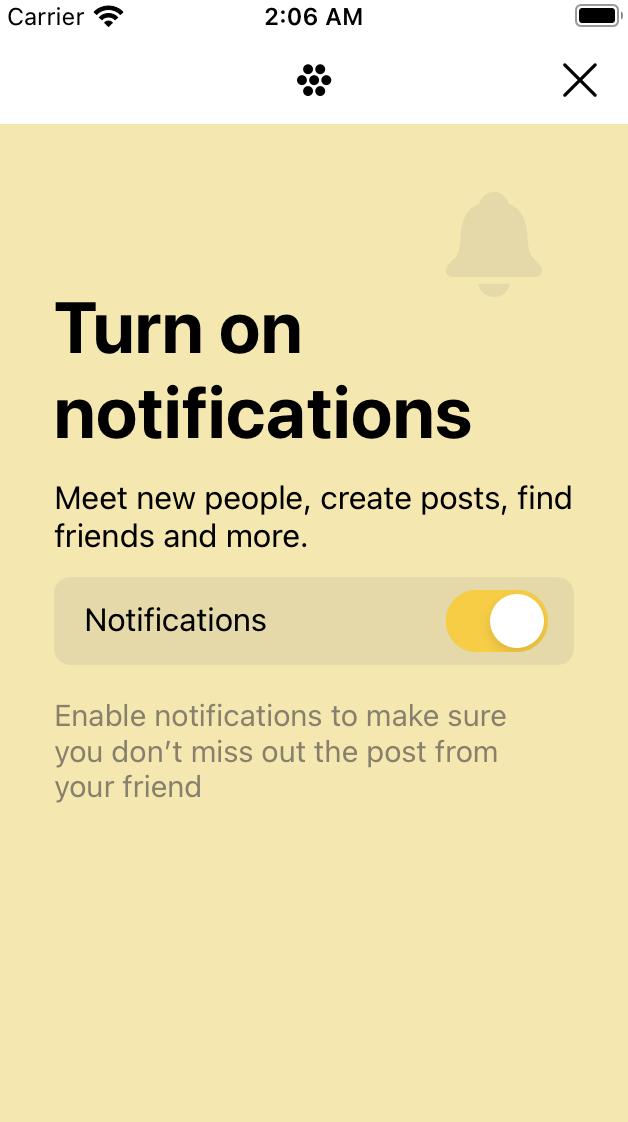 Carrier 2:06 AM
Turn on
notifications
Meet new people, create posts, find
friends and more.
Notifications
Enable notifications to make sure
you don’t miss out the post from
your friend